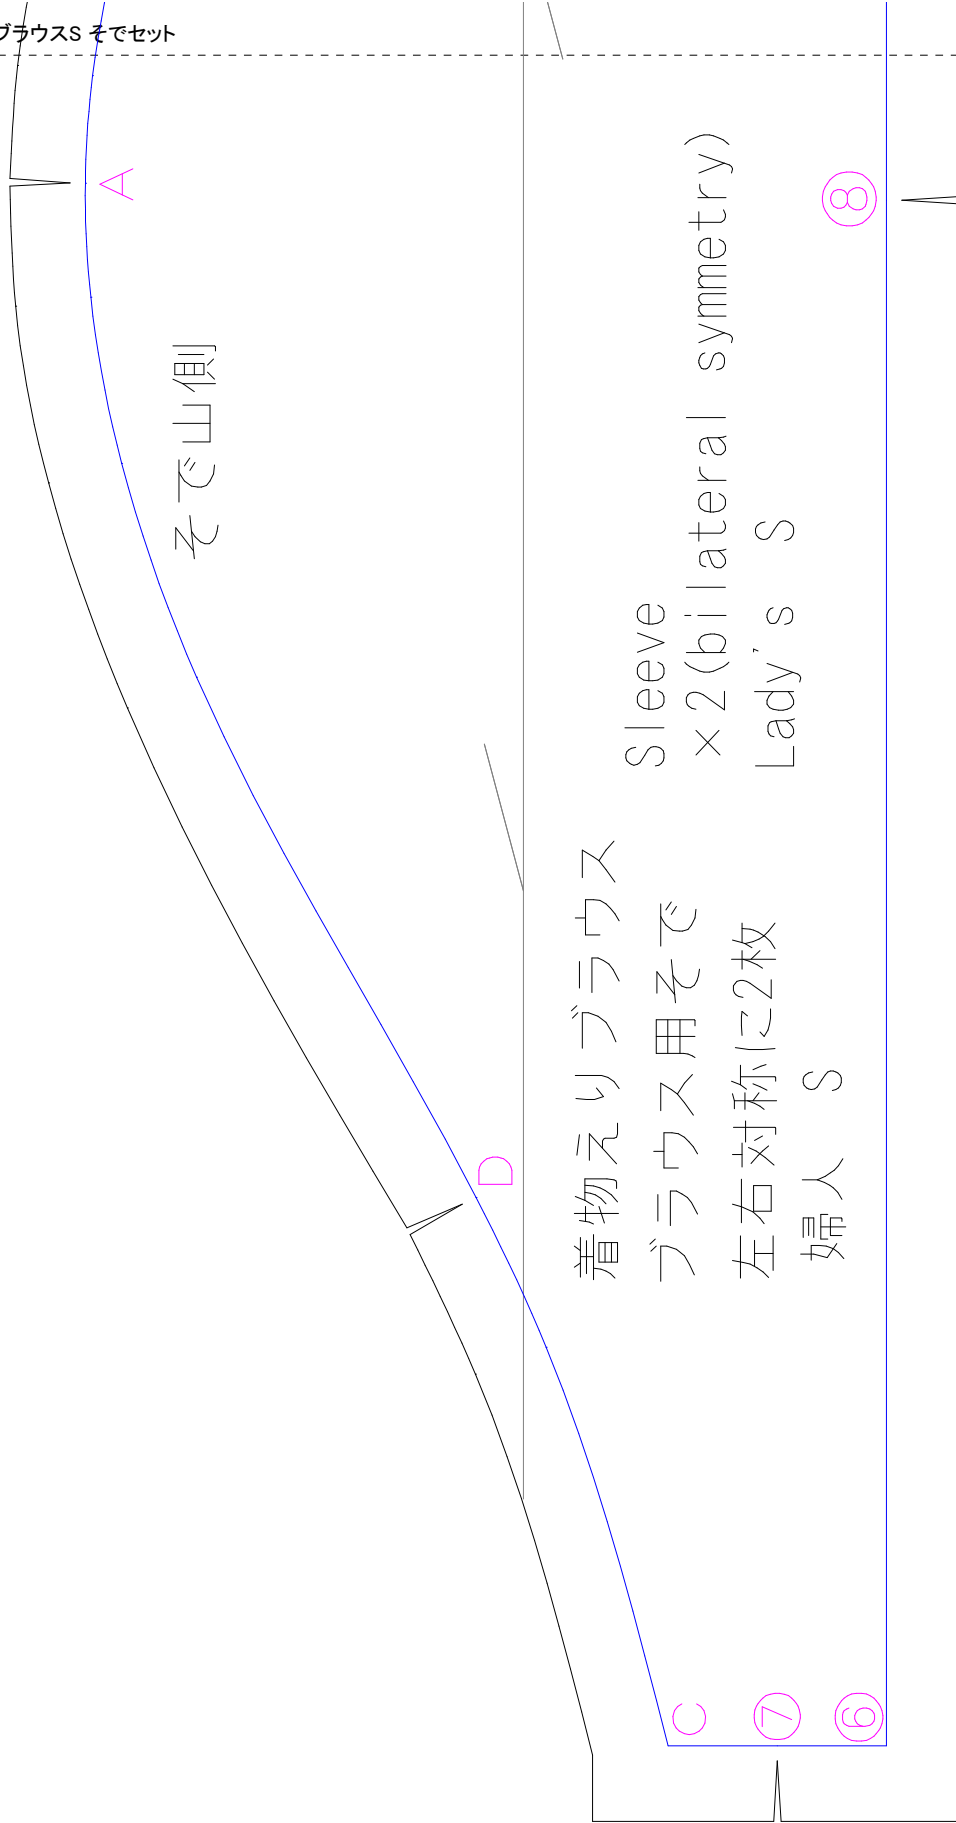 ブラウスS そでセット
A
そで山側
⑧
Sleeve
×2(bilateral symmetry)
Lady's S
着物えりブラウス
ブラウス用そで
左右対称に2枚
婦人 S
D
C
⑦
⑥